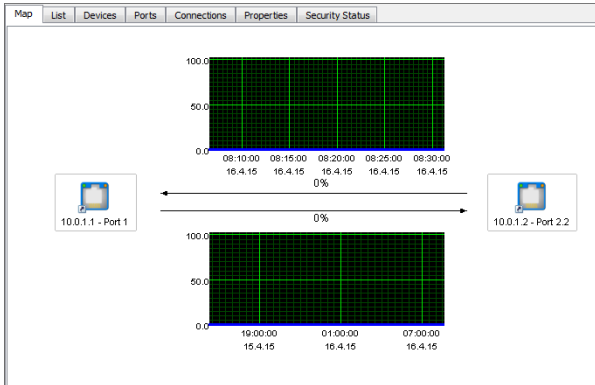 Map List Devices Ports Connections Properties Security Status
100.0
50.0
0.0
08:10:00 08:15:00 08:20:00 08:25:00 08:30:00
16.4.15 16.4.15 16.4.15 16.4.15 16.4.15
0%
10.0.1.1 - Port 1
10.0.1.2 - Port 2.2
0%
100.0
50.0
0.0
19:00:00 01:00:00 07:00:00
15.4.15 16.4.15 16.4.15